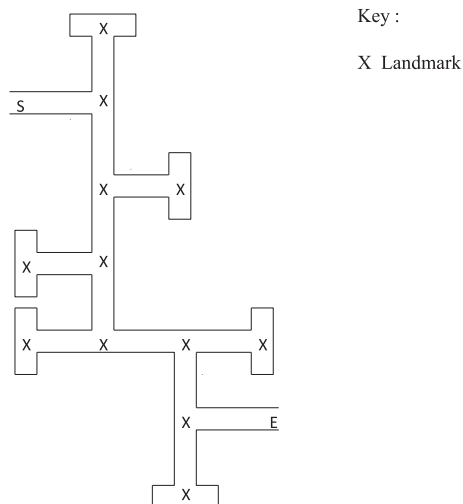 Key :
X
X Landmark
S X
X X
X X
X X X X
X E
X